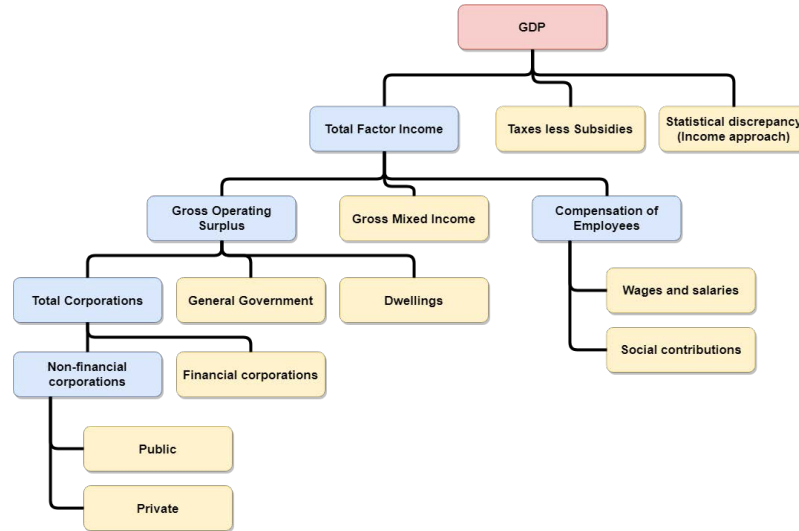 GDP
Total Factor Income
Taxes less Subsidies
Statistical discrepancy
(Income approach)
Gross Operating
Surplus
Gross Mixed Income
Compensation of
Employees
Total Corporations
General Government
Dwellings
Wages and salaries
Social contributions
Non-financial
corporations
Financial corporations
Public
Private